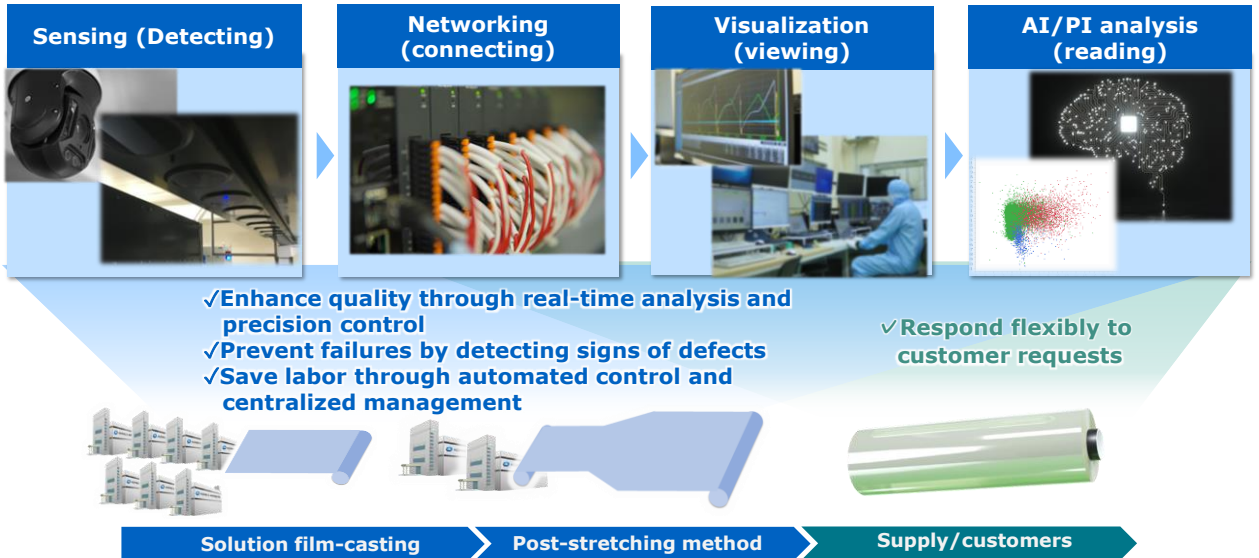 Sensing (Detecting)
Networking
(connecting)
Visualization
(viewing)
AI/PI analysis
(reading)
✓Enhance quality through real-time analysis and
precision control
✓Prevent failures by detecting signs of defects
✓Save labor through automated control and
centralized management
✓Respond flexibly to
customer requests
Solution film-casting
Post-stretching method
Supply/customers